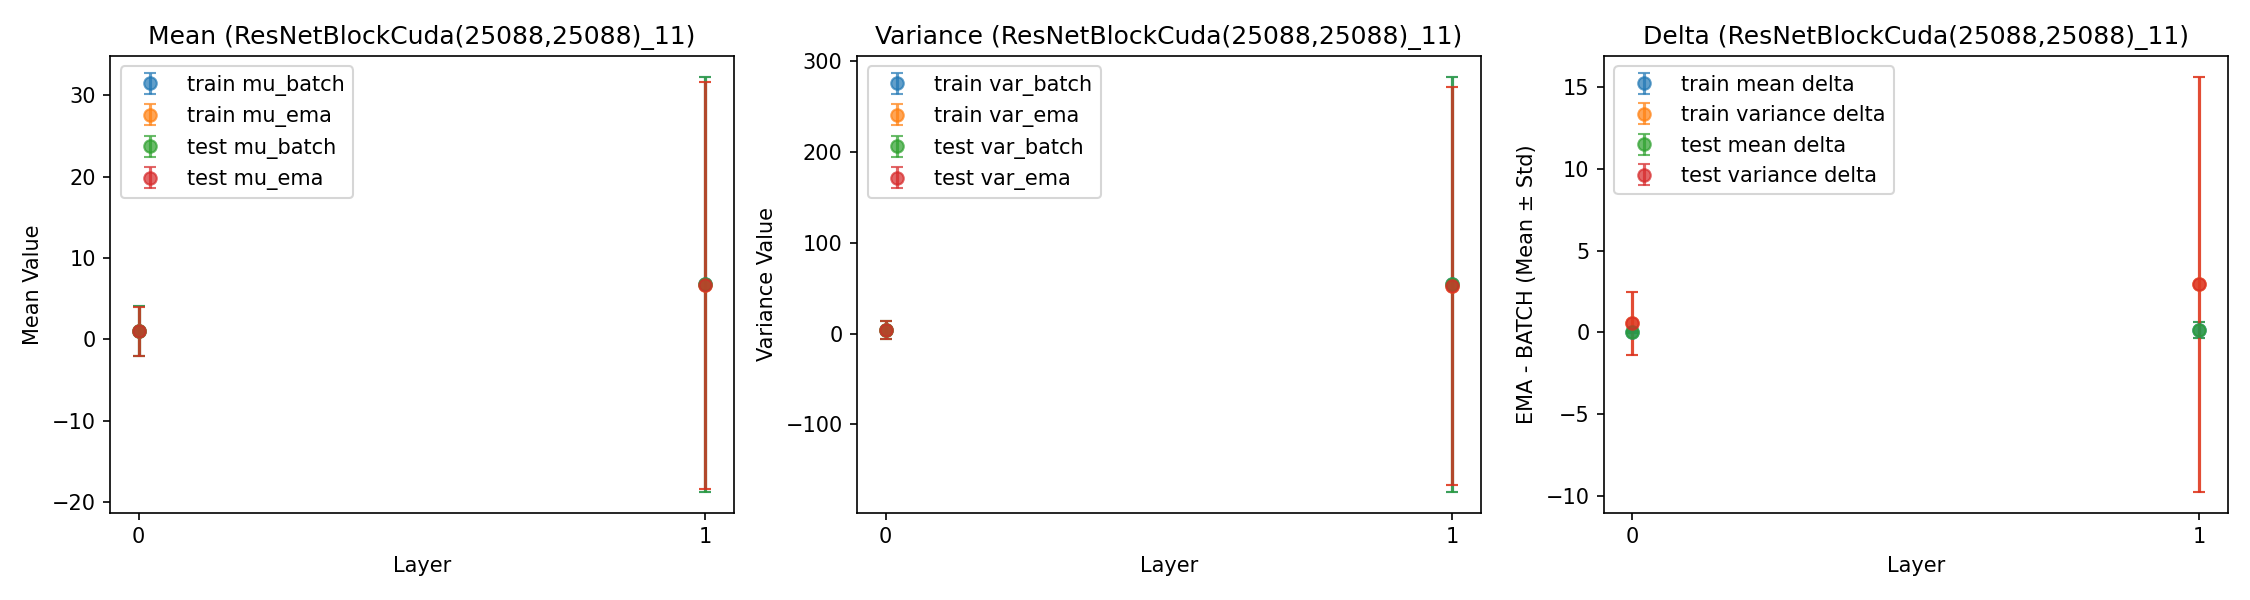 Mean (ResNetBlockCuda(25088,25088)_11)
Mean Value
30
20
10
0
−10
−20
train mu_batch
train mu_ema
test mu_batch
test mu_ema
0
1
Layer
Variance (ResNetBlockCuda(25088,25088)_11)
Variance Value
300
200
100
0
−100
train var_batch
train var_ema
test var_batch
test var_ema
0
1
Layer
Delta (ResNetBlockCuda(25088,25088)_11)
EMA - BATCH (Mean ± Std)
15
10
5
0
−5
−10
train mean delta
train variance delta
test mean delta
test variance delta
0
1
Layer